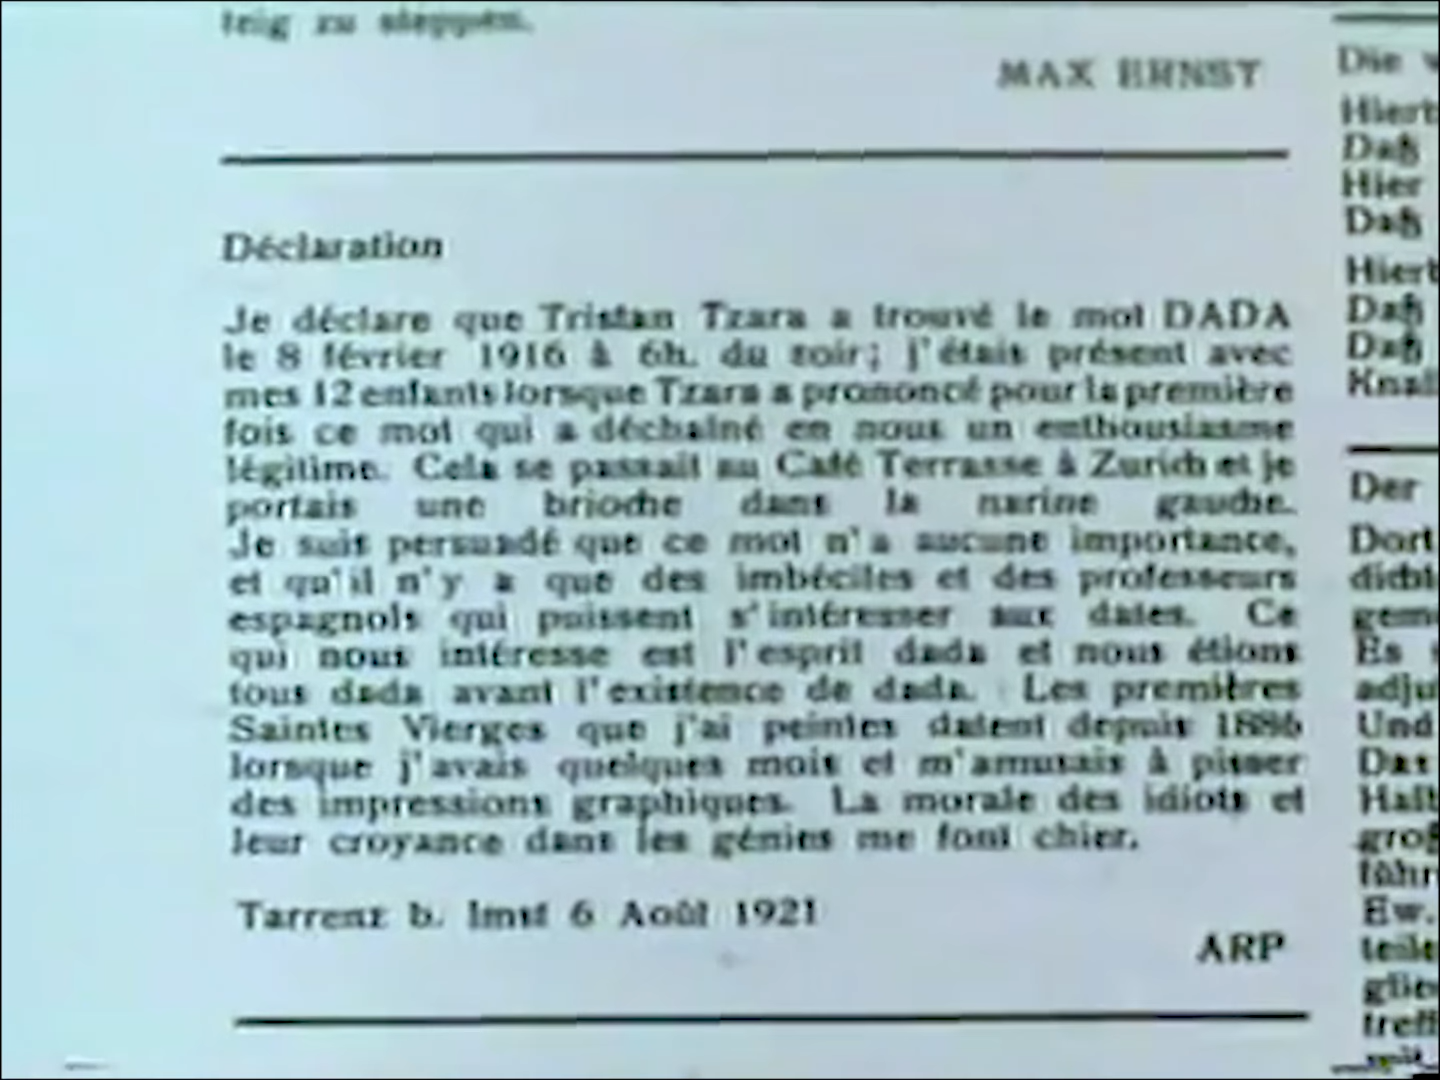 teig zu steppen.
MAX ERNST
Déclaration
Je déclare que Tristan Tzara a trouvé le mot DADA
le 8 février 1916 à 6h. du soir; j'étais présent avec
mes 12 enfants lorsque Tzara a prononcé pour la première
fois ce mot qui a déchaîné en nous un enthousiasme
légitime. Cela se passait au Café Terrasse à Zurich et je
portais une brioche dans la narine gauche.
Je suis persuadé que ce mot n'a aucune importance,
et qu'il n'y a que des imbéciles et des professeurs
espagnols qui puissent s'intéresser aux dates. Ce
qui nous intéresse est l'esprit dada et nous étions
tous dada avant l'existence de dada. Les premières
Saintes Vierges que j'ai peintes datent depuis 1886
lorsque j'avais quelques mois et m'amusais à pisser
des impressions graphiques. La morale des idiots et
leur croyance dans les génies me font chier.
Tarrenz b. Imst 6 Août 1921
ARP
Die
Daß
Hier
Daß
Daß
Daß
Der
Dort
Es
Und
Das
Ew.